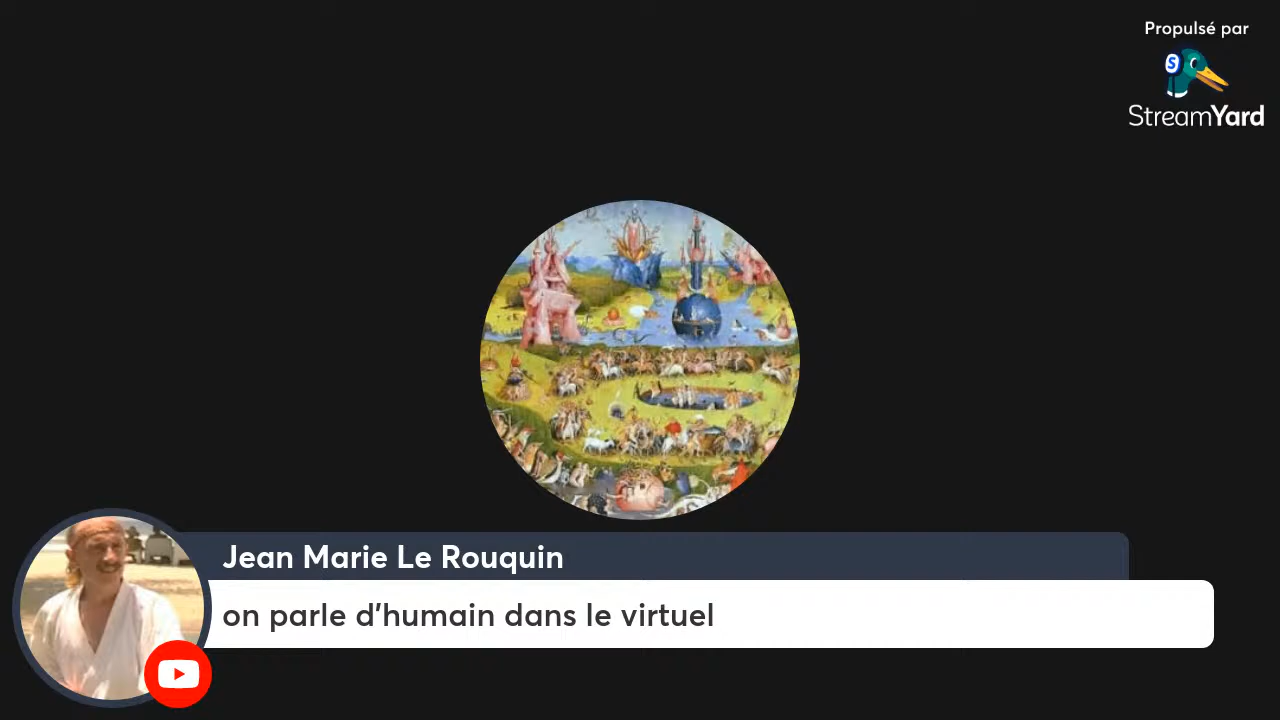 Propulsé par
StreamYard
Jean Marie Le Rouquin
on parle d'humain dans le virtuel